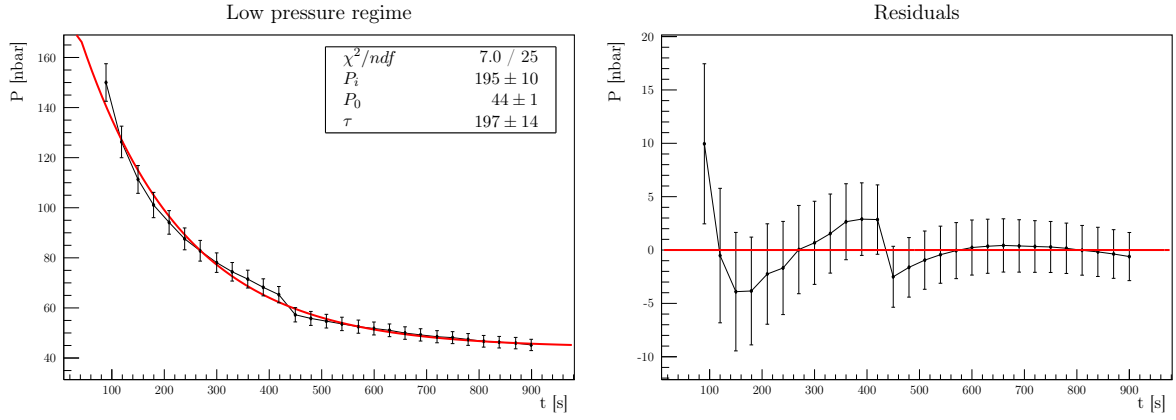 Low pressure regime
P [nbar]
160
140
120
100
80
60
40
χ²/ndf 7.0 / 25
P_i 195 ± 10
P_0 44 ± 1
τ 197 ± 14
100 200 300 400 500 600 700 800 900
t [s]
Residuals
P [nbar]
20
15
10
5
0
-5
-10
100 200 300 400 500 600 700 800 900
t [s]